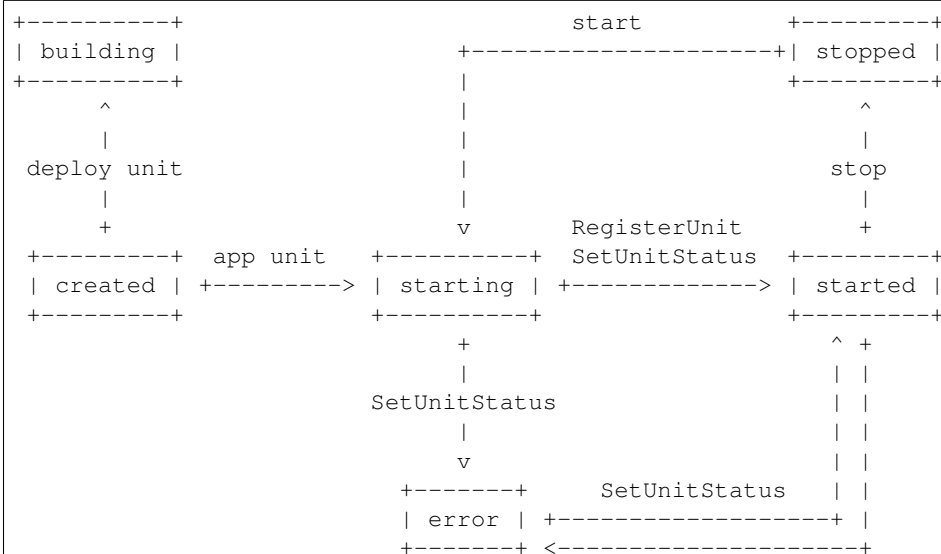 start
building
stopped
deploy unit
stop
RegisterUnit
app unit
SetUnitStatus
created
starting
started
SetUnitStatus
SetUnitStatus
error